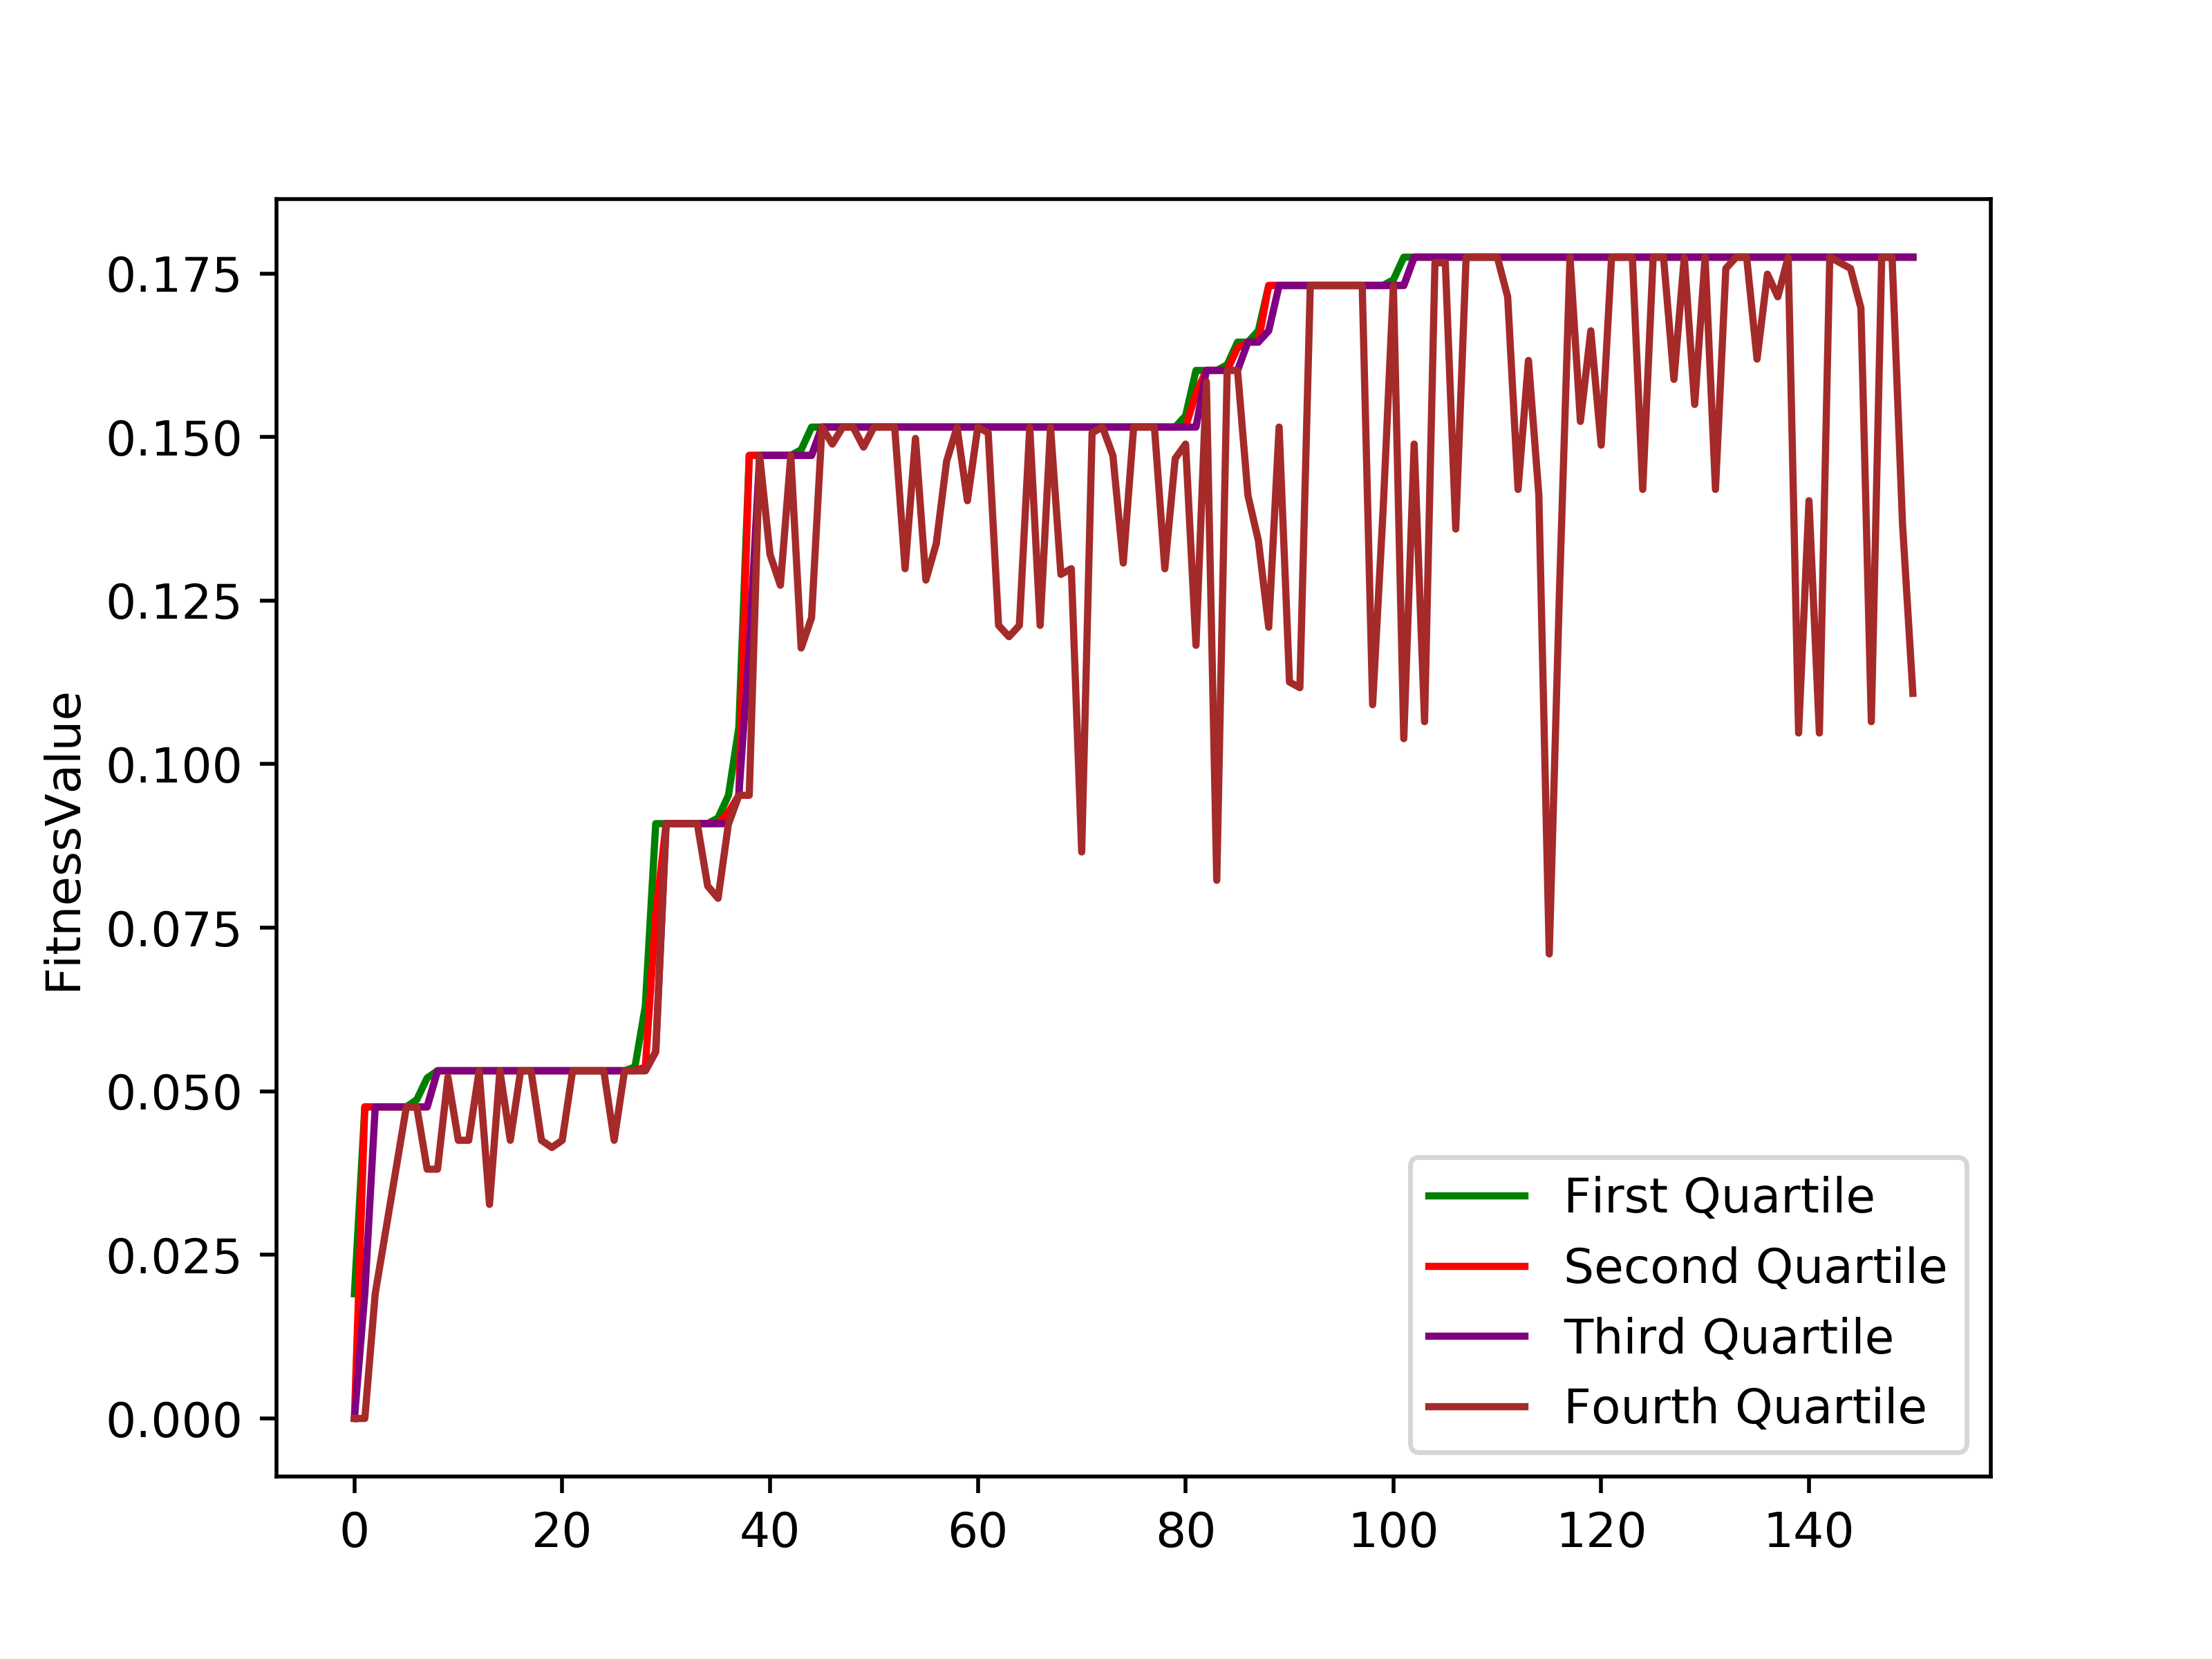 FitnessValue
0.175
0.150
0.125
0.100
0.075
0.050
0.025
0.000
0 20 40 60 80 100 120 140
First Quartile
Second Quartile
Third Quartile
Fourth Quartile